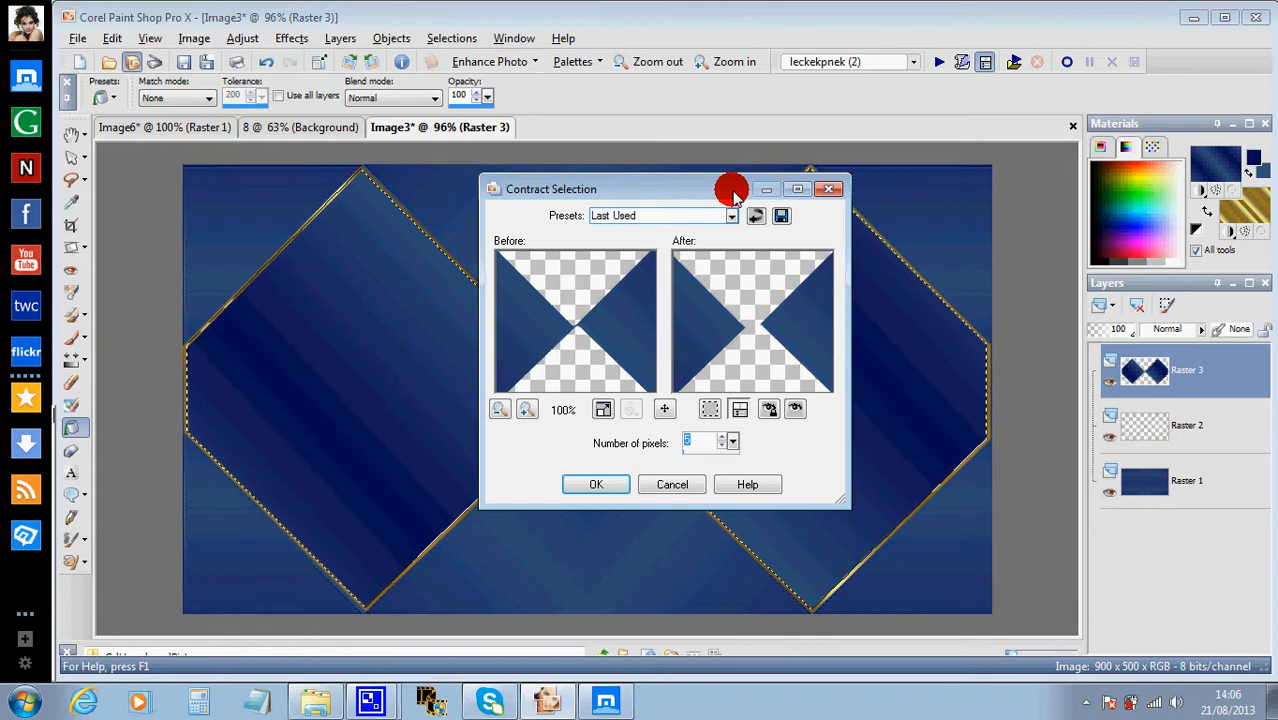 Corel Paint Shop Pro X - [Image3* @ 96% (Raster 3)]
File Edit View Image Adjust Effects Layers Objects Selections Window Help
Enhance Photo Palettes Zoom out Zoom in leckekpnek (2)
Presets: Match mode: Tolerance: Blend mode: Opacity:
None 200 Use all layers Normal 100
Image6* @ 100% (Raster 1) 8 @ 63% (Background) Image3* @ 96% (Raster 3)
Materials
All tools
Layers
100 Normal None
Raster 3
Raster 2
Raster 1
Contract Selection
Presets: Last Used
Before: After:
100%
Number of pixels: 5
OK Cancel Help
G
N
f
You
Tube
twc
flickr
A
For Help, press F1
Image: 900 x 500 x RGB - 8 bits/channel
14:06
21/08/2013